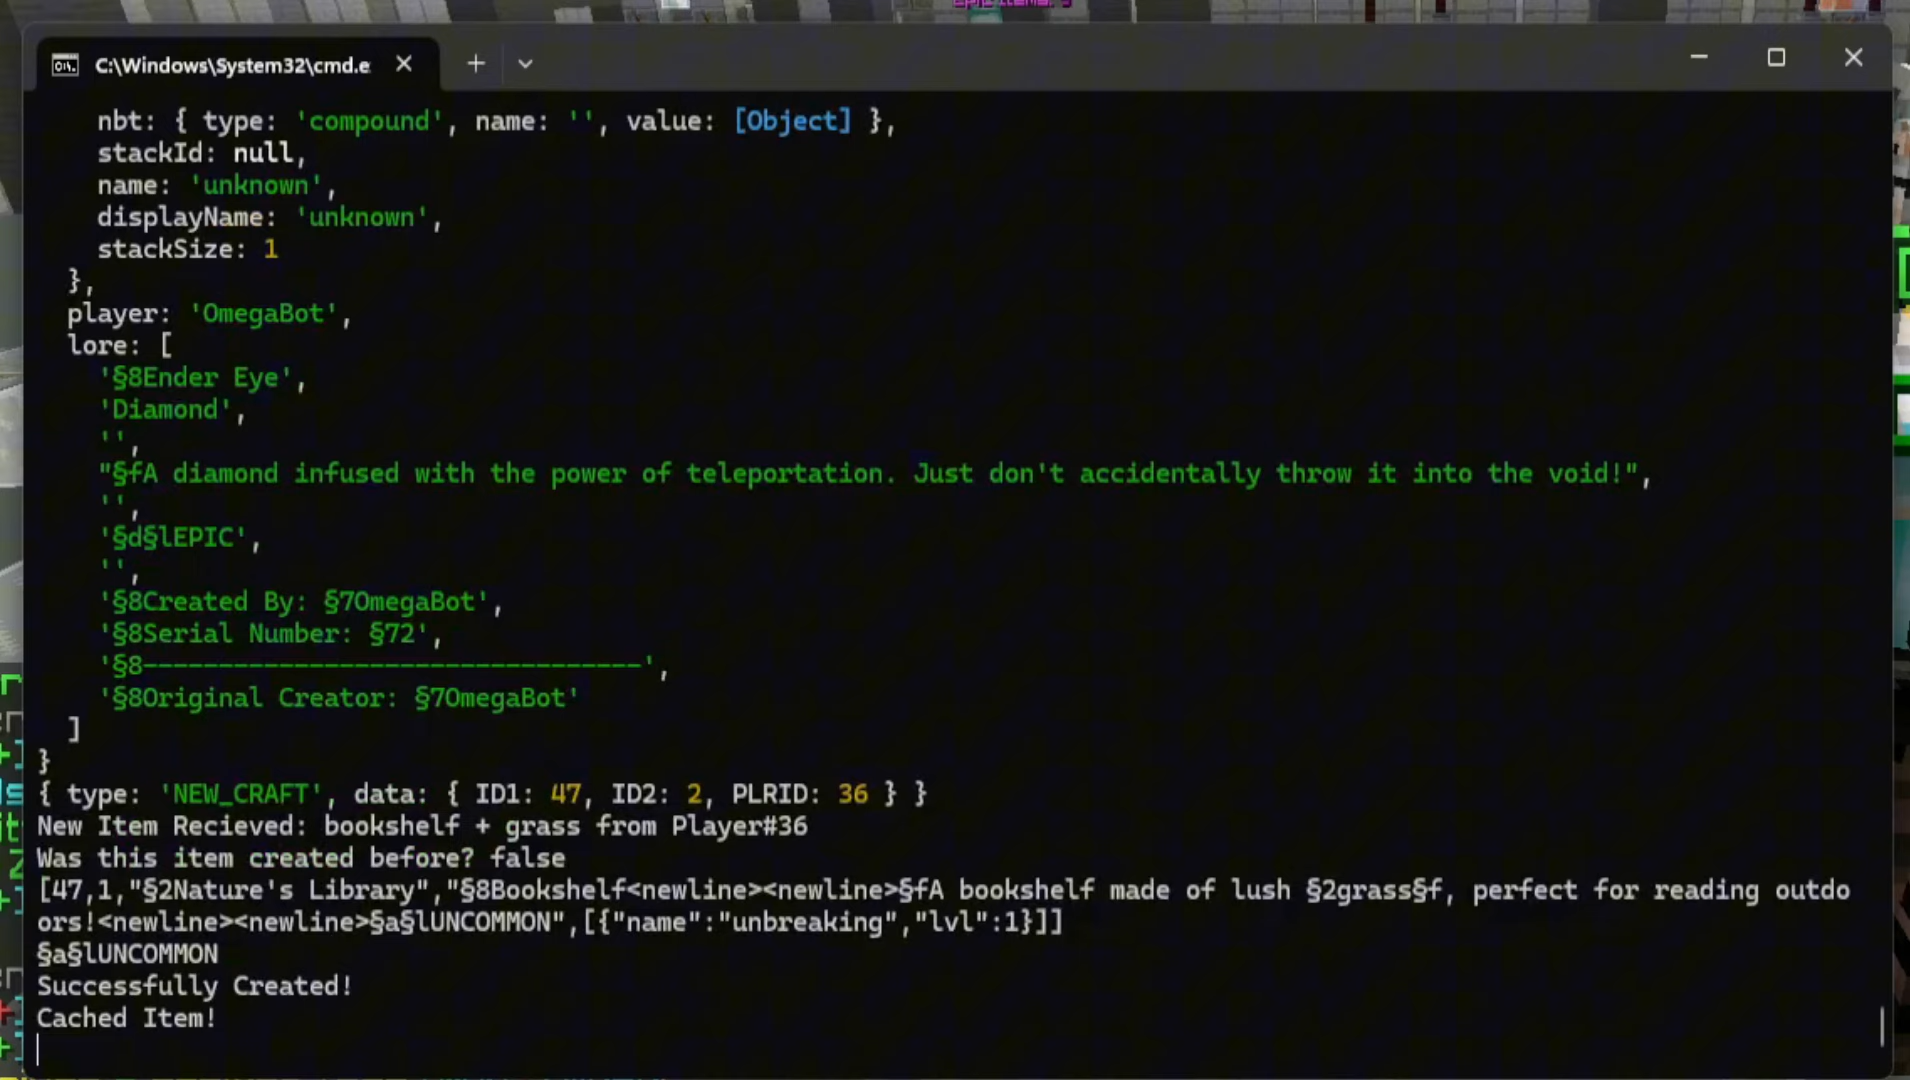 C:\Windows\System32\cmd.e
nbt: { type: 'compound', name: '', value: [Object] },
stackId: null,
name: 'unknown',
displayName: 'unknown',
stackSize: 1
},
player: 'OmegaBot',
lore: [
'§8Ender Eye',
'Diamond',
'',
"§fA diamond infused with the power of teleportation. Just don't accidentally throw it into the void!",
'',
'§d§lEPIC',
'',
'§8Created By: §7OmegaBot',
'§8Serial Number: §72',
'§8---------------------------------',
'§8Original Creator: §7OmegaBot'
]
}
{ type: 'NEW_CRAFT', data: { ID1: 47, ID2: 2, PLRID: 36 } }
New Item Recieved: bookshelf + grass from Player#36
Was this item created before? false
[47,1,"§2Nature's Library","§8Bookshelf<newline><newline>§fA bookshelf made of lush §2grass§f, perfect for reading outdo
ors!<newline><newline>§a§lUNCOMMON",[{"name":"unbreaking","lvl":1}]]
§a§lUNCOMMON
Successfully Created!
Cached Item!